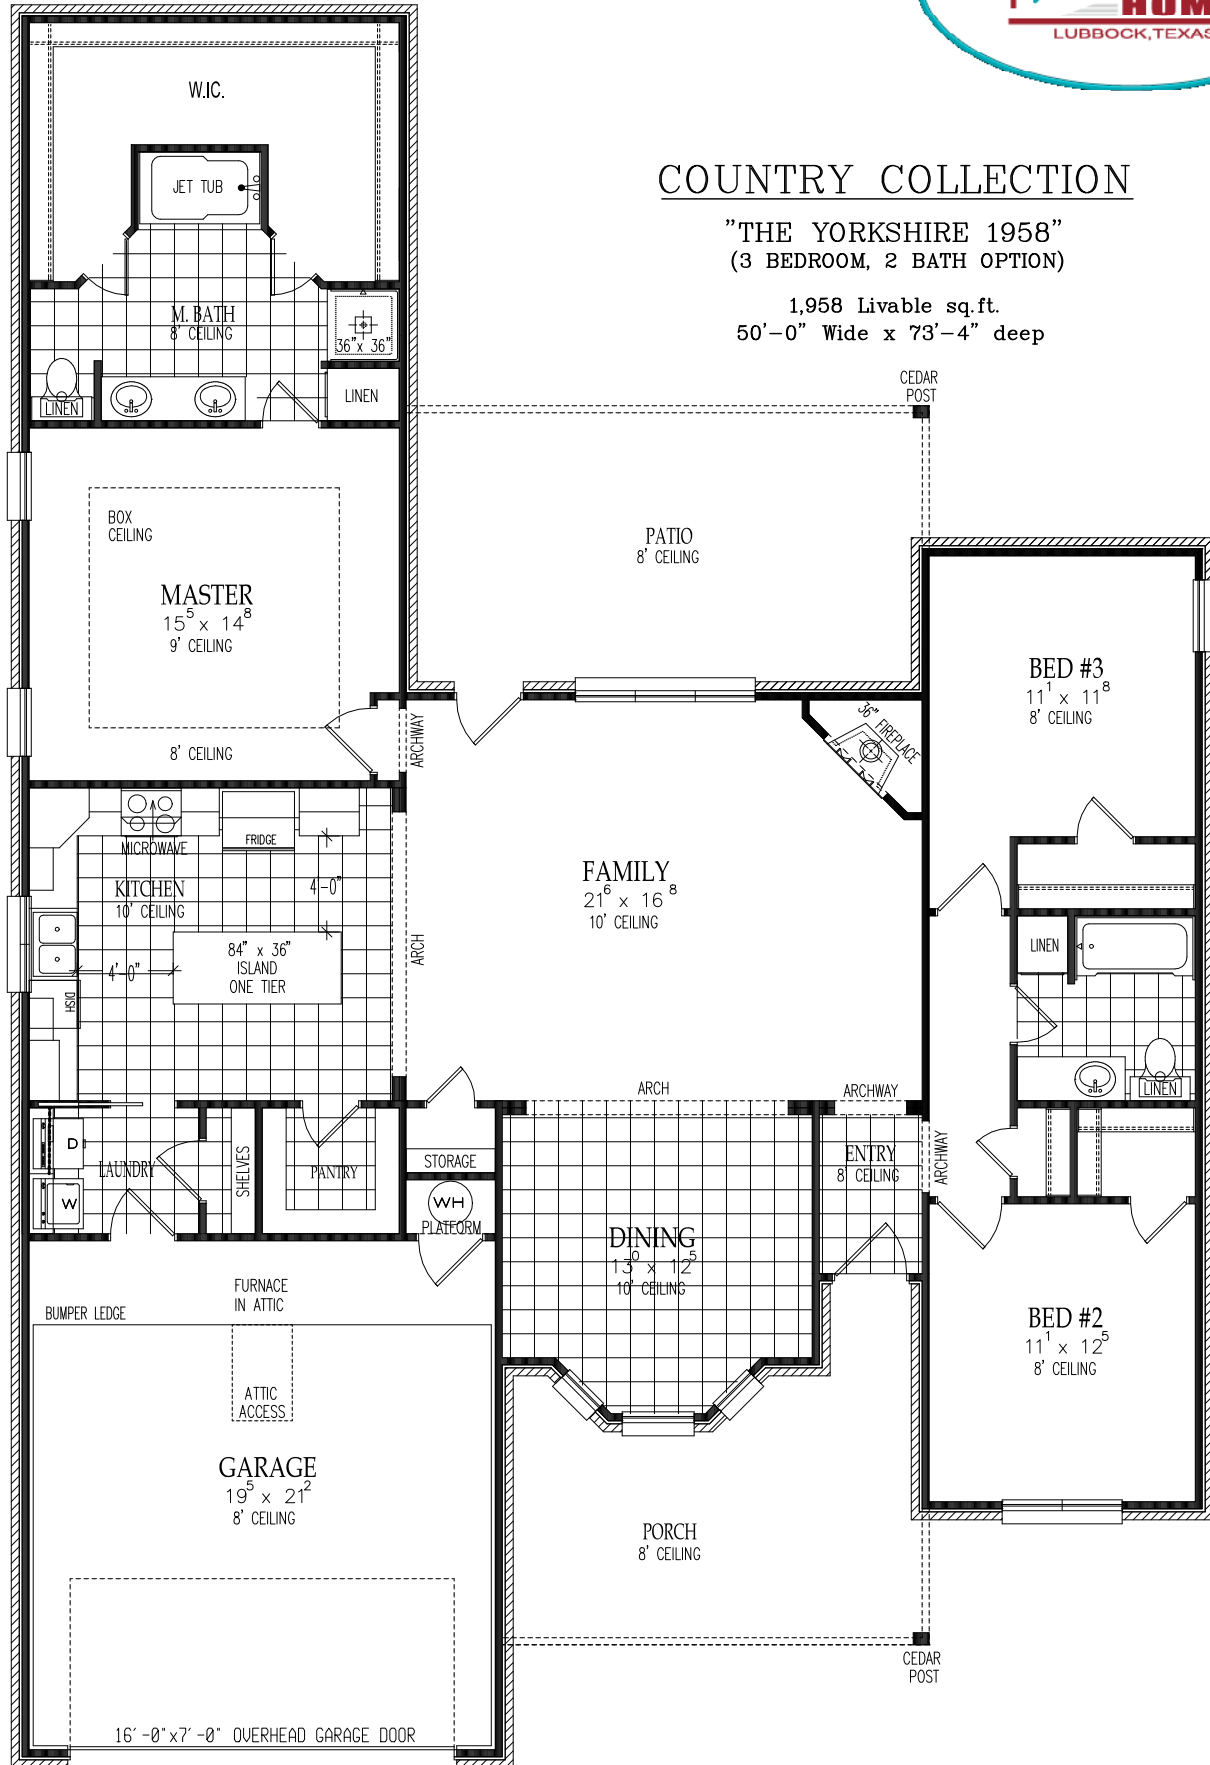 HOM
LUBBOCK, TEXAS
W.I.C.
JET TUB
COUNTRY COLLECTION
"THE YORKSHIRE 1958"
(3 BEDROOM, 2 BATH OPTION)
1,958 Livable sq.ft.
50'-0" Wide x 73'-4" deep
M. BATH
8' CEILING
36" x 36"
LINEN
LINEN
CEDAR
POST
BOX
CEILING
MASTER
15⁵ x 14⁸
9' CEILING
8' CEILING
ARCHWAY
PATIO
8' CEILING
36" FIREPLACE
BED #3
11¹ x 11⁸
8' CEILING
MICROWAVE
FRIDGE
KITCHEN
10' CEILING
4'-0"
84" x 36"
ISLAND
ONE TIER
4'-0"
DISH
ARCH
FAMILY
21⁶ x 16⁸
10' CEILING
LINEN
LINEN
ARCH
ARCHWAY
D
W
LAUNDRY
SHELVES
PANTRY
STORAGE
WH
PLATFORM
ENTRY
8' CEILING
ARCHWAY
DINING
13⁰ x 12⁵
10' CEILING
BED #2
11¹ x 12⁵
8' CEILING
FURNACE
IN ATTIC
BUMPER LEDGE
ATTIC
ACCESS
GARAGE
19⁵ x 21²
8' CEILING
PORCH
8' CEILING
CEDAR
POST
16'-0"x7'-0" OVERHEAD GARAGE DOOR